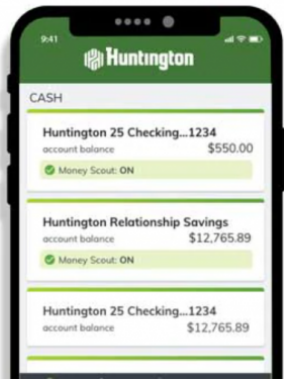 9:41
Huntington
CASH
Huntington 25 Checking...1234
account balance $550.00
Money Scout: ON
Huntington Relationship Savings
account balance $12,765.89
Money Scout: ON
Huntington 25 Checking...1234
account balance $12,765.89